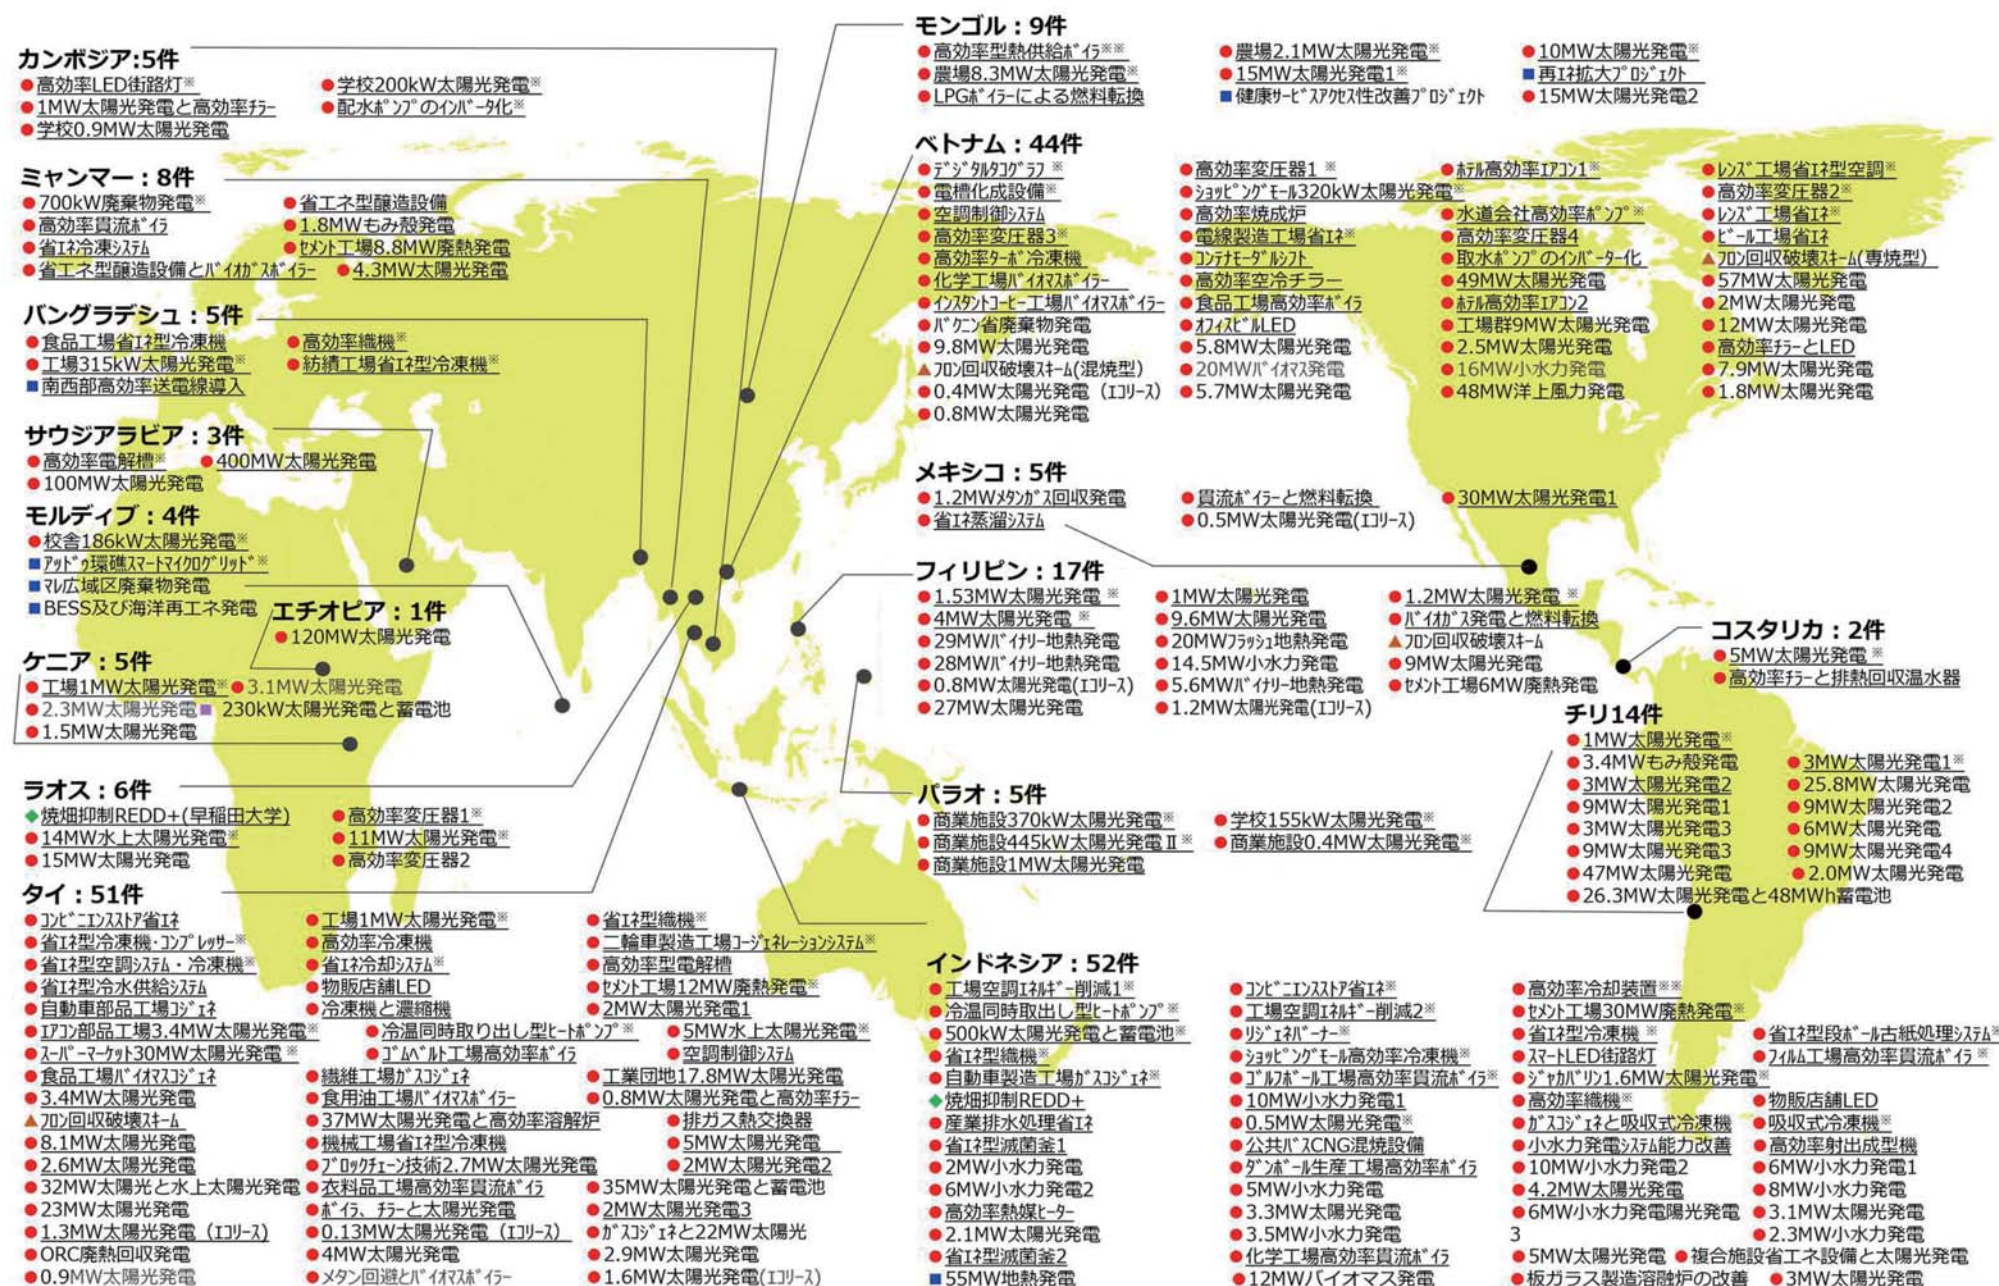 カンボジア:5件
●高効率LED街路灯※ ●学校200kW太陽光発電※
●1MW太陽光発電と高効率ﾁﾗｰ ●配水ﾎﾟﾝﾌﾟのｲﾝﾊﾞｰﾀ化※
●学校0.9MW太陽光発電
ミャンマー：8件
●700kW廃棄物発電※ ●省エネ型醸造設備
●高効率貫流ﾎﾞｲﾗ ●1.8MWもみ殻発電
●省ｴﾈ冷凍ｼｽﾃﾑ ●ｾﾒﾝﾄ工場8.8MW廃熱発電
●省エネ型醸造設備とﾊﾞｲｵｶﾞｽﾎﾞｲﾗｰ ●4.3MW太陽光発電
バングラデシュ：5件
●食品工場省ｴﾈ型冷凍機 ●高効率織機※
●工場315kW太陽光発電※ ●紡績工場省ｴﾈ型冷凍機※
■南西部高効率送電線導入
サウジアラビア：3件
●高効率電解槽※ ●400MW太陽光発電
●100MW太陽光発電
モルディブ：4件
●校舎186kW太陽光発電※
■ｱｯﾄﾞｩ環礁ｽﾏｰﾄﾏｲｸﾛｸﾞﾘｯﾄﾞ※
■ﾏﾚ広域区廃棄物発電
■BESS及び海洋再エネ発電
エチオピア：1件
●120MW太陽光発電
ケニア：5件
●工場1MW太陽光発電※ ●3.1MW太陽光発電
●2.3MW太陽光発電 ■ 230kW太陽光発電と蓄電池
●1.5MW太陽光発電
ラオス：6件
◆焼畑抑制REDD+(早稲田大学) ●高効率変圧器1※
●14MW水上太陽光発電※ ●11MW太陽光発電※
●15MW太陽光発電 ●高効率変圧器2
タイ：51件
●ｺﾝﾋﾞﾆｴﾝｽｽﾄｱ省ｴﾈ ●工場1MW太陽光発電※ ●省ｴﾈ型織機※
●省ｴﾈ型冷凍機･ｺﾝﾌﾟﾚｯｻｰ※ ●高効率冷凍機 ●二輪車製造工場ｺｰｼﾞｪﾈﾚｰｼｮﾝｼｽﾃﾑ※
●省ｴﾈ型空調システム・冷凍機※ ●省ｴﾈ冷却ｼｽﾃﾑ※ ●高効率型電解槽
●省ｴﾈ型冷水供給ｼｽﾃﾑ ●物販店舗LED ●ｾﾒﾝﾄ工場12MW廃熱発電※
●自動車部品工場ｺｼﾞｪﾈ ●冷凍機と濃縮機 ●2MW太陽光発電1
●ｴｱｺﾝ部品工場3.4MW太陽光発電※ ●冷温同時取り出し型ﾋｰﾄﾎﾟﾝﾌﾟ※ ●5MW水上太陽光発電※
●ｽｰﾊﾟｰﾏｰｹｯﾄ30MW太陽光発電※ ●ｺﾞﾑﾍﾞﾙﾄ工場高効率ﾎﾞｲﾗ ●空調制御ｼｽﾃﾑ
●食品工場ﾊﾞｲｵﾏｽｺｼﾞｪﾈ ●繊維工場ｶﾞｽｺｼﾞｪﾈ ●工業団地17.8MW太陽光発電
●3.4MW太陽光発電 ●食用油工場ﾊﾞｲｵﾏｽﾎﾞｲﾗｰ ●0.8MW太陽光発電と高効率ﾁﾗｰ
▲ﾌﾛﾝ回収破壊ｽｷｰﾑ ●37MW太陽光発電と高効率溶解炉 ●排ガス熱交換器
●8.1MW太陽光発電 ●機械工場省ｴﾈ型冷凍機 ●5MW太陽光発電
●2.6MW太陽光発電 ●ﾌﾞﾛｯｸﾁｪｰﾝ技術2.7MW太陽光発電 ●2MW太陽光発電2
●32MW太陽光と水上太陽光発電 ●衣料品工場高効率貫流ﾎﾞｲﾗ ●35MW太陽光発電と蓄電池
●23MW太陽光発電 ●ﾎﾞｲﾗ、ﾁﾗｰと太陽光発電 ●2MW太陽光発電3
●1.3MW太陽光発電（ｴｺﾘｰｽ） ●0.13MW太陽光発電（ｴｺﾘｰｽ） ●ｶﾞｽｺｼﾞｪﾈと22MW太陽光
●ORC廃熱回収発電 ●4MW太陽光発電 ●2.9MW太陽光発電
●0.9MW太陽光発電 ●メタン回避とﾊﾞｲｵﾏｽﾎﾞｲﾗｰ ●1.6MW太陽光発電(ｴｺﾘｰｽ)
モンゴル：9件
●高効率型熱供給ﾎﾞｲﾗ※※ ●農場2.1MW太陽光発電※ ●10MW太陽光発電※
●農場8.3MW太陽光発電※ ●15MW太陽光発電1※ ■再ｴﾈ拡大ﾌﾟﾛｼﾞｪｸﾄ
●LPGﾎﾞｲﾗｰによる燃料転換 ■健康ｻｰﾋﾞｽｱｸｾｽ性改善ﾌﾟﾛｼﾞｪｸﾄ ●15MW太陽光発電2
ベトナム：44件
●ﾃﾞｼﾞﾀﾙﾀｺｸﾞﾗﾌ※ ●高効率変圧器1※ ●ﾎﾃﾙ高効率ｴｱｺﾝ1※ ●ﾚﾝｽﾞ工場省ｴﾈ型空調※
●電槽化成設備※ ●ｼｮｯﾋﾟﾝｸﾞﾓｰﾙ320kW太陽光発電※ ●高効率変圧器2※
●空調制御ｼｽﾃﾑ ●高効率焼成炉 ●水道会社高効率ﾎﾟﾝﾌﾟ※ ●ﾚﾝｽﾞ工場省ｴﾈ※
●高効率変圧器3※ ●電線製造工場省ｴﾈ※ ●高効率変圧器4 ●ﾋﾞｰﾙ工場省ｴﾈ
●高効率ﾀｰﾎﾞ冷凍機 ●ｺﾝﾃﾅﾓｰﾀﾞﾙｼﾌﾄ ●取水ﾎﾟﾝﾌﾟのｲﾝﾊﾞｰﾀｰ化 ▲ﾌﾛﾝ回収破壊ｽｷｰﾑ(専焼型)
●化学工場ﾊﾞｲｵﾏｽﾎﾞｲﾗｰ ●高効率空冷チラー ●49MW太陽光発電 ●57MW太陽光発電
●ｲﾝｽﾀﾝﾄｺｰﾋｰ工場ﾊﾞｲｵﾏｽﾎﾞｲﾗｰ ●食品工場高効率ﾎﾞｲﾗ ●ﾎﾃﾙ高効率ｴｱｺﾝ2 ●2MW太陽光発電
●ﾊﾞｸﾆﾝ省廃棄物発電 ●ｵﾌｨｽﾋﾞﾙLED ●工場群9MW太陽光発電 ●12MW太陽光発電
●9.8MW太陽光発電 ●5.8MW太陽光発電 ●2.5MW太陽光発電 ●高効率ﾁﾗｰとLED
▲ﾌﾛﾝ回収破壊ｽｷｰﾑ(混焼型) ●20MWﾊﾞｲｵﾏｽ発電 ●16MW小水力発電 ●7.9MW太陽光発電
●0.4MW太陽光発電（ｴｺﾘｰｽ） ●5.7MW太陽光発電 ●48MW洋上風力発電 ●1.8MW太陽光発電
●0.8MW太陽光発電
メキシコ：5件
●1.2MWﾒﾀﾝｶﾞｽ回収発電 ●貫流ﾎﾞｲﾗｰと燃料転換 ●30MW太陽光発電1
●省ｴﾈ蒸溜ｼｽﾃﾑ ●0.5MW太陽光発電(ｴｺﾘｰｽ)
フィリピン：17件
●1.53MW太陽光発電※ ●1MW太陽光発電 ●1.2MW太陽光発電※
●4MW太陽光発電※ ●9.6MW太陽光発電 ●ﾊﾞｲｵｶﾞｽ発電と燃料転換
●29MWﾊﾞｲﾅﾘｰ地熱発電 ●20MWﾌﾗｯｼｭ地熱発電 ▲ﾌﾛﾝ回収破壊ｽｷｰﾑ
●28MWﾊﾞｲﾅﾘｰ地熱発電 ●14.5MW小水力発電 ●9MW太陽光発電
●0.8MW太陽光発電(ｴｺﾘｰｽ) ●5.6MWﾊﾞｲﾅﾘｰ地熱発電 ●ｾﾒﾝﾄ工場6MW廃熱発電
●27MW太陽光発電 ●1.2MW太陽光発電(ｴｺﾘｰｽ)
コスタリカ：2件
●5MW太陽光発電※
●高効率ﾁﾗｰと排熱回収温水器
チリ14件
●1MW太陽光発電※
●3.4MWもみ殻発電 ●3MW太陽光発電1※
●3MW太陽光発電2 ●25.8MW太陽光発電
●9MW太陽光発電1 ●9MW太陽光発電2
●3MW太陽光発電3 ●6MW太陽光発電
●9MW太陽光発電3 ●9MW太陽光発電4
●47MW太陽光発電 ●2.0MW太陽光発電
●26.3MW太陽光発電と48MWh蓄電池
パラオ：5件
●商業施設370kW太陽光発電※ ●学校155kW太陽光発電※
●商業施設445kW太陽光発電Ⅱ※ ●商業施設0.4MW太陽光発電※
●商業施設1MW太陽光発電
インドネシア：52件
●工場空調ｴﾈﾙｷﾞｰ削減1※ ●ｺﾝﾋﾞﾆｴﾝｽｽﾄｱ省ｴﾈ※ ●高効率冷却装置※※
●冷温同時取出し型ﾋｰﾄﾎﾟﾝﾌﾟ※ ●工場空調ｴﾈﾙｷﾞｰ削減2※ ●ｾﾒﾝﾄ工場30MW廃熱発電※
●500kW太陽光発電と蓄電池※ ●ﾘｼﾞｪﾈﾊﾞｰﾅｰ※ ●省ｴﾈ型冷凍機※ ●省ｴﾈ型段ﾎﾞｰﾙ古紙処理ｼｽﾃﾑ※
●省ｴﾈ型織機※ ●ｼｮｯﾋﾟﾝｸﾞﾓｰﾙ高効率冷凍機※ ●ｽﾏｰﾄLED街路灯 ●ﾌｨﾙﾑ工場高効率貫流ﾎﾞｲﾗ※
●自動車製造工場ｶﾞｽｺｼﾞｪﾈ※ ●ｺﾞﾙﾌﾎﾞｰﾙ工場高効率貫流ﾎﾞｲﾗ※ ●ｼﾞｬｶﾊﾞﾘﾝ1.6MW太陽光発電※
◆焼畑抑制REDD+ ●10MW小水力発電1 ●高効率織機※ ●物販店舗LED
●産業排水処理省ｴﾈ ●0.5MW太陽光発電※ ●ｶﾞｽｺｼﾞｪﾈと吸収式冷凍機 ●吸収式冷凍機※
●省ｴﾈ型滅菌釜1 ●公共ﾊﾞｽCNG混焼設備 ●小水力発電ｼｽﾃﾑ能力改善 ●高効率射出成型機
●2MW小水力発電 ●ﾀﾞﾝﾎﾞｰﾙ生産工場高効率ﾎﾞｲﾗ ●10MW小水力発電2 ●6MW小水力発電1
●6MW小水力発電2 ●5MW小水力発電 ●4.2MW太陽光発電 ●8MW小水力発電
●高効率熱媒ﾋｰﾀｰ ●3.3MW太陽光発電 ●6MW小水力発電陽光発電 ●3.1MW太陽光発電
●2.1MW太陽光発電 ●3.5MW小水力発電 3 ●2.3MW小水力発電
●省ｴﾈ型滅菌釜2 ●化学工場高効率貫流ﾎﾞｲﾗ ●5MW太陽光発電 ●複合施設省エネ設備と太陽光発電
■55MW地熱発電 ●12MWバイオマス発電 ●板ガラス製造溶融炉の改善 ●3MW太陽光発電